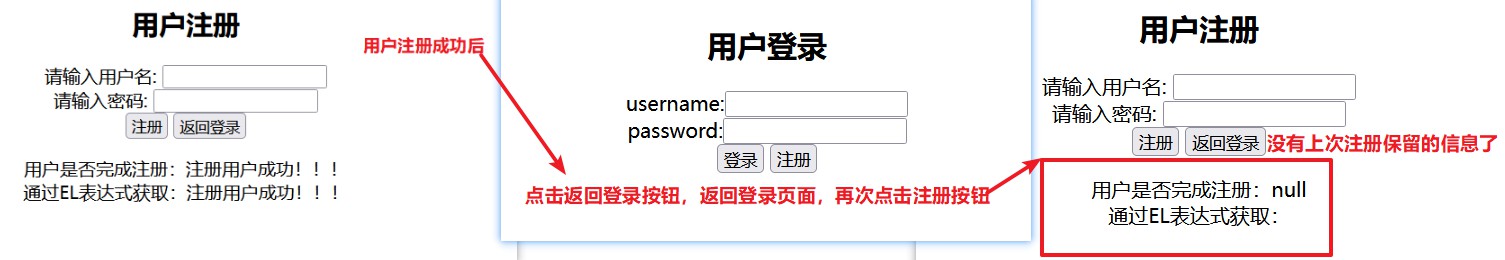 用户注册
请输入用户名:
请输入密码:
注册 返回登录
用户是否完成注册：注册用户成功！！！
通过EL表达式获取：注册用户成功！！！
用户注册成功后
用户登录
username:
password:
登录 注册
点击返回登录按钮，返回登录页面，再次点击注册按钮
用户注册
请输入用户名:
请输入密码:
注册 返回登录
没有上次注册保留的信息了
用户是否完成注册：null
通过EL表达式获取：